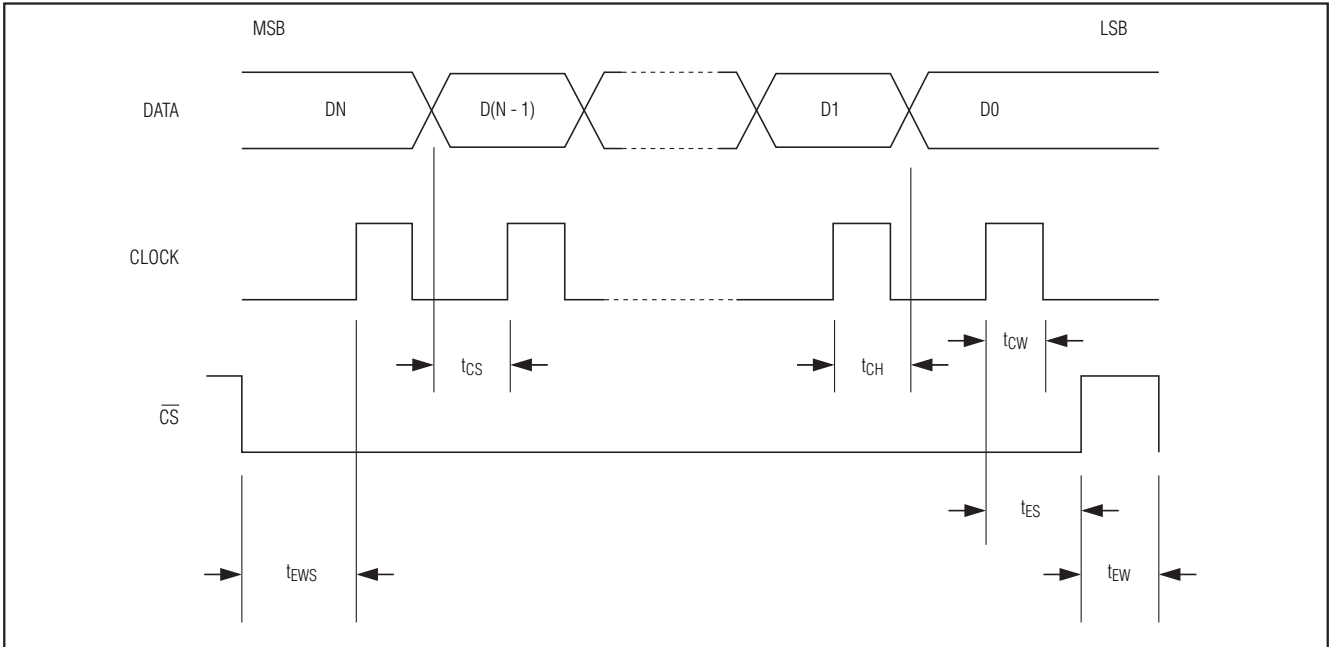 MSB LSB
DATA DN D(N - 1) D1 D0
CLOCK
tCW
tCS tCH
CS
tES
tEWS tEW